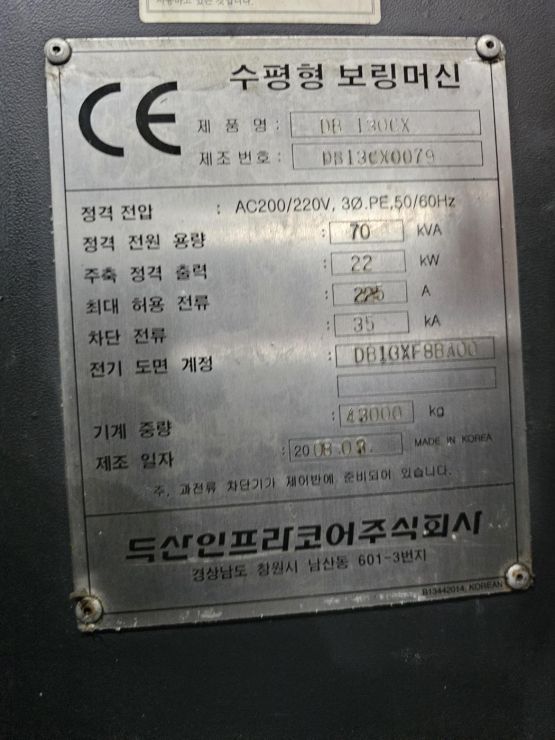 CE
수평형 보링머신
제 품 명 : DB 130CX
제조 번호 : DB13CX0079
정격 전압 : AC200/220V, 3Ø.PE,50/60Hz
정격 전원 용량 : 70 kVA
주축 정격 출력 : 22 kW
최대 허용 전류 : 225 A
차단 전류 : 35 kA
전기 도면 계정 :
기계 중량 : 43000 kg
제조 일자 : MADE IN KOREA
주, 과전류 차단기가 제어반에 준비되어 있습니다.
두산인프라코어주식회사
경상남도 창원시 남산동 601-3번지
B13442014, KOREAN